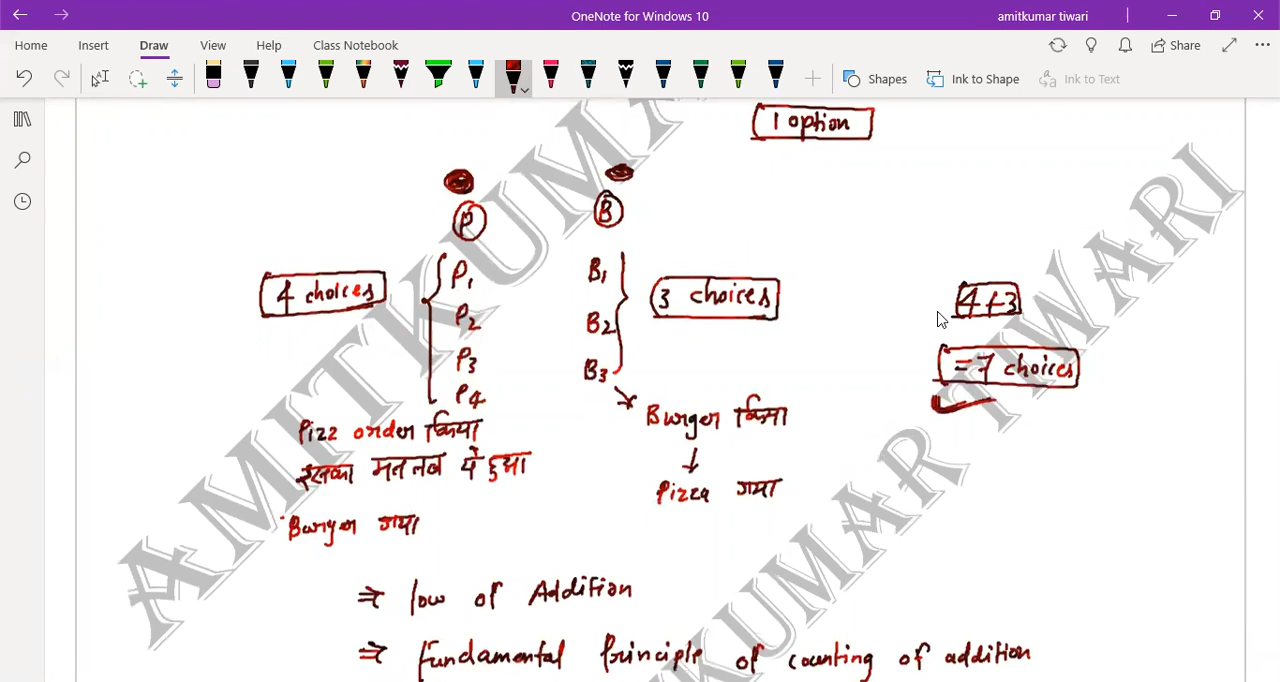 OneNote for Windows 10
amitkumar tiwari
Home Insert Draw View Help Class Notebook
Share
Shapes
Ink to Shape
Ink to Text
1 option
P B
4 choices
P1
P2
P3
P4
B1
B2
B3
3 choices
4+3
= 7 choices
Pizz order किया
इसका मतलब ये हुआ
Burger गया
Burger किया
Pizza गया
⇒ low of Addition
⇒ Fundamental Principle of counting of addition
AMITKUMAR TIWARI
AMITKUMAR TIWARI